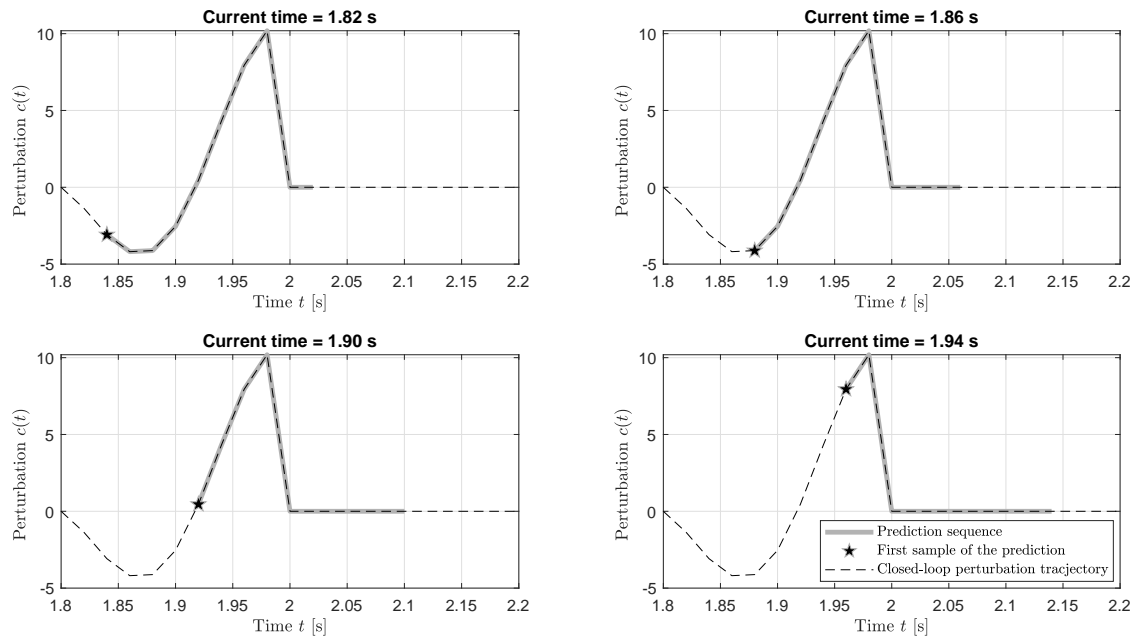 Current time = 1.82 s
10
5
0
-5
Perturbation c(t)
1.8 1.85 1.9 1.95 2 2.05 2.1 2.15 2.2
Time t [s]
Current time = 1.86 s
10
5
0
-5
Perturbation c(t)
1.8 1.85 1.9 1.95 2 2.05 2.1 2.15 2.2
Time t [s]
Current time = 1.90 s
10
5
0
-5
Perturbation c(t)
1.8 1.85 1.9 1.95 2 2.05 2.1 2.15 2.2
Time t [s]
Current time = 1.94 s
10
5
0
-5
Perturbation c(t)
Prediction sequence
First sample of the prediction
Closed-loop perturbation tracjectory
1.8 1.85 1.9 1.95 2 2.05 2.1 2.15 2.2
Time t [s]